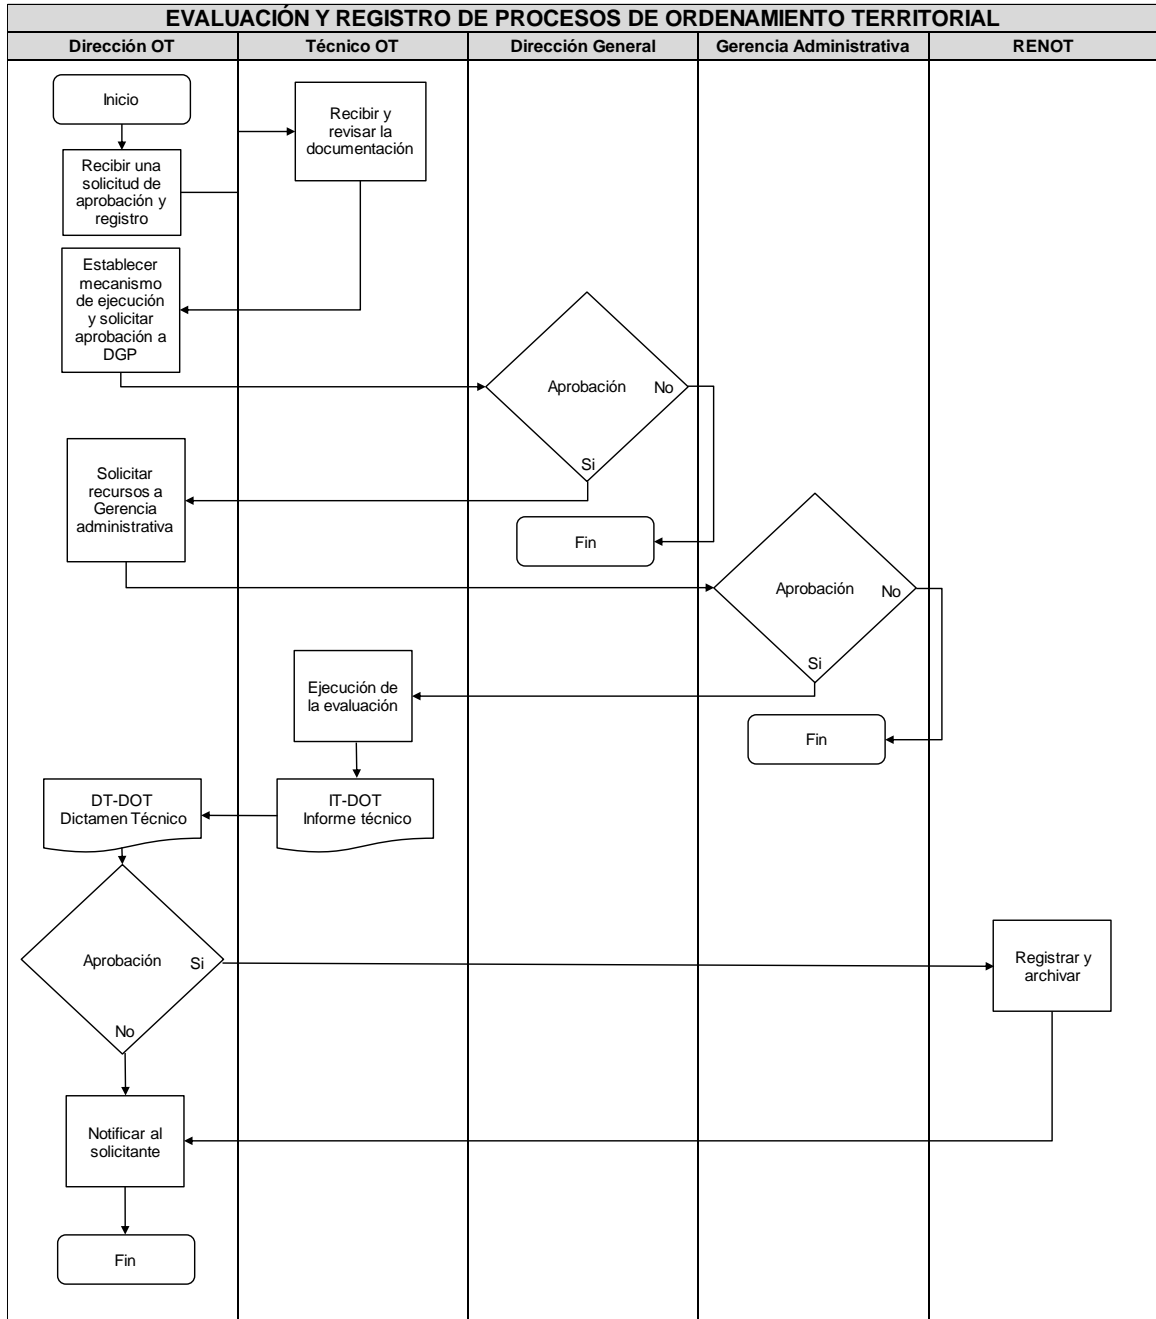 EVALUACIÓN Y REGISTRO DE PROCESOS DE ORDENAMIENTO TERRITORIAL
Dirección OT
Técnico OT
Dirección General
Gerencia Administrativa
RENOT
Inicio
Recibir y
revisar la
documentación
Recibir una
solicitud de
aprobación y
registro
Establecer
mecanismo
de ejecución
y solicitar
aprobación a
DGP
Aprobación
No
Si
Solicitar
recursos a
Gerencia
administrativa
Fin
Aprobación
No
Si
Ejecución de
la evaluación
Fin
DT-DOT
Dictamen Técnico
IT-DOT
Informe técnico
Aprobación
Si
No
Registrar y
archivar
Notificar al
solicitante
Fin